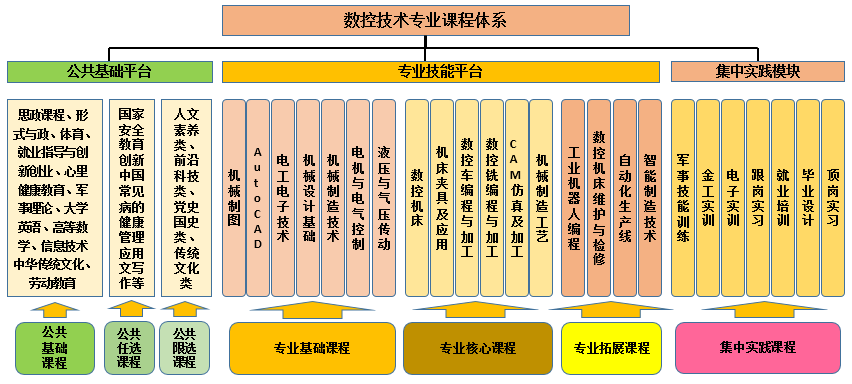 数控技术专业课程体系
公共基础平台
专业技能平台
集中实践模块
思政课程、形
式与政、体育、
就业指导与创
新创业、心里
健康教育、军
事理论、大学
英语、高等数
学、信息技术
中华传统文化、
劳动教育
国家
安全
教育
创新
中国
常见
病的
健康
管理
应用
文写
作等
人文
素养
类、
前沿
科技
类、
党史
国史
类、
传统
文化
类
机械制图
AutoCAD
电工电子技术
机械设计基础
机械制造技术
电机与电气控制
液压与气压传动
数控机床
机床夹具及应用
数控车编程与加工
数控铣编程与加工
CAM仿真及加工
机械制造工艺
工业机器人编程
数控机床维护与检修
自动化生产线
智能制造技术
军事技能训练
金工实训
电子实训
跟岗实习
就业培训
毕业设计
顶岗实习
公共
基础
课程
公共
任选
课程
公共
限选
课程
专业基础课程
专业核心课程
专业拓展课程
集中实践课程